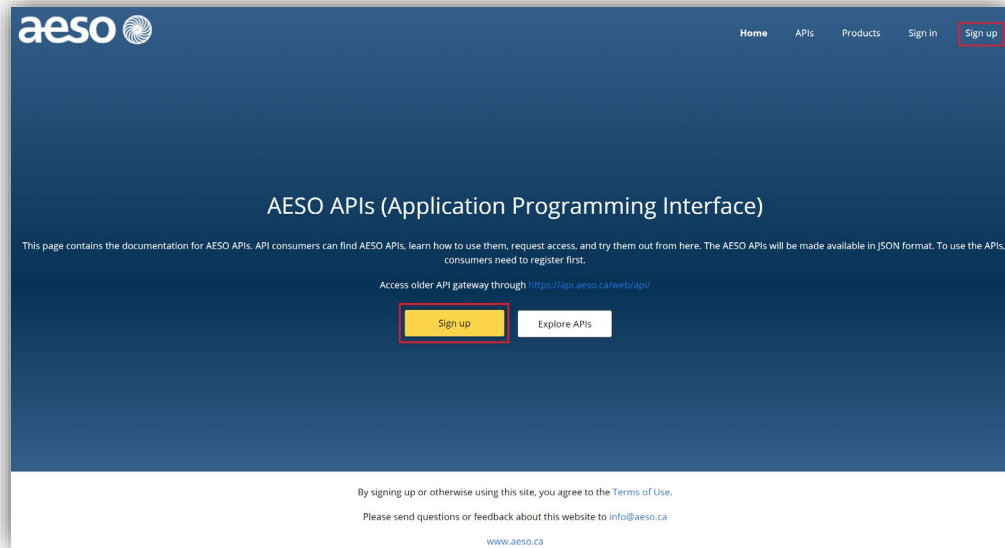 aeso
Home APIs Products Sign in Sign up
AESO APIs (Application Programming Interface)
This page contains the documentation for AESO APIs. API consumers can find AESO APIs, learn how to use them, request access, and try them out from here. The AESO APIs will be made available in JSON format. To use the APIs,
consumers need to register first.
Access older API gateway through https://api.aeso.ca/web/api/
Sign up Explore APIs
By signing up or otherwise using this site, you agree to the Terms of Use.
Please send questions or feedback about this website to info@aeso.ca
www.aeso.ca